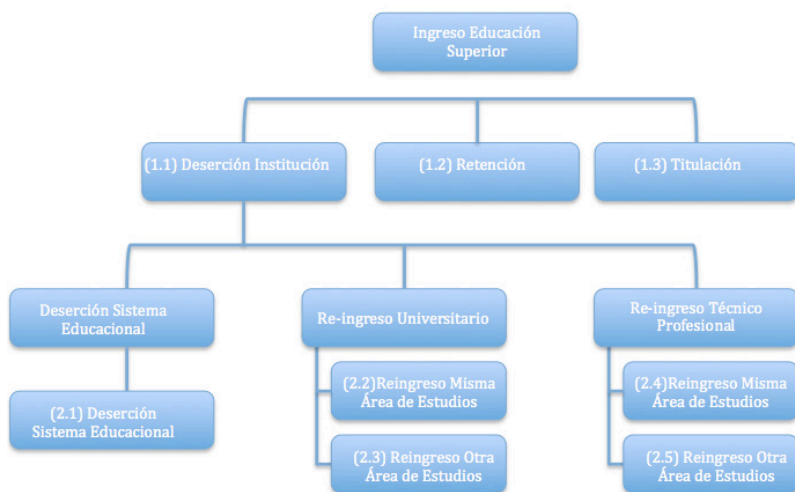 Ingreso Educación
Superior
(1.1) Deserción Institución
(1.2) Retención
(1.3) Titulación
Deserción Sistema
Educacional
Re-ingreso Universitario
Re-ingreso Técnico
Profesional
(2.1) Deserción
Sistema Educacional
(2.2)Reingreso Misma
Área de Estudios
(2.4)Reingreso Misma
Área de Estudios
(2.3) Reingreso Otra
Área de Estudios
(2.5) Reingreso Otra
Área de Estudios